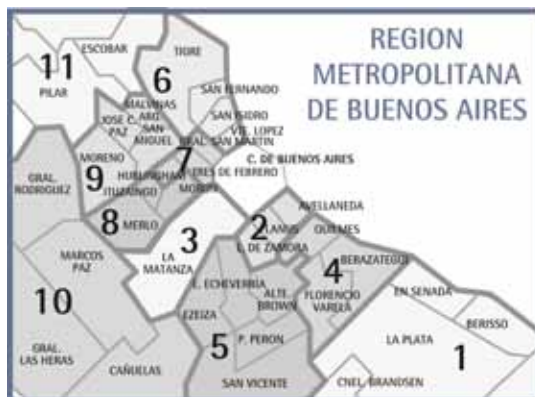 REGION
METROPOLITANA
DE BUENOS AIRES
11
ESCOBAR
PILAR
TIGRE
6
SAN FERNANDO
SAN ISIDRO
VTE. LOPEZ
MALVINAS
ARG.
JOSE C.
PAZ
SAN
MIGUEL
GRAL. SAN MARTIN
7
TRES DE FEBRERO
C. DE BUENOS AIRES
MORENO
9
HURLINGHAM
ITUZAINGO
MORON
GRAL.
RODRIGUEZ
8
MERLO
3
LA
MATANZA
2
LANUS
AVELLANEDA
L. DE ZAMORA
QUILMES
4
BERAZATEGUI
FLORENCIO
VARELA
MARCOS
PAZ
10
GRAL.
LAS HERAS
CAÑUELAS
E. ECHEVERRIA
EZEIZA
ALTE.
BROWN
5
P. PERON
SAN VICENTE
EN SENADA
BERISSO
LA PLATA
1
CNEL. BRANDSEN